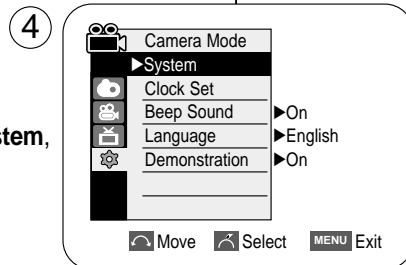 4
Camera Mode
▶System
Clock Set
stem,
Beep Sound ▶On
Language ▶English
Demonstration ▶On
Move Select MENU Exit